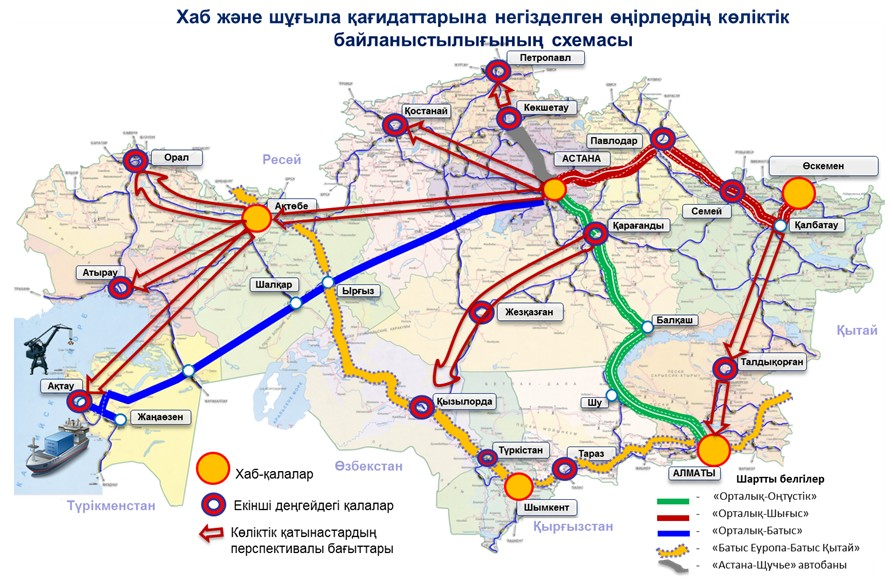 Хаб және шұғыла қағидаттарына негізделген өңірлердің көліктік
байланыстылығының схемасы
Петропавл
Қостанай
Көкшетау
Орал
Ресей
АСТАНА
Павлодар
Өскемен
Ақтөбе
Семей
Қалбатау
Қарағанды
Атырау
Шалқар
Ырғыз
Жезқазған
Балқаш
Қытай
Талдықорған
Ақтау
Жаңаөзен
Қызылорда
Шу
Өзбекстан
Түркістан
Тараз
АЛМАТЫ
Түрікменстан
Шымкент
Қырғызстан
Хаб-қалалар
Екінші деңгейдегі қалалар
Көліктік қатынастардың
перспективалы бағыттары
Шартты белгілер
- «Орталық-Оңтүстік»
- «Орталық-Шығыс»
- «Орталық-Батыс»
- «Батыс Еуропа-Батыс Қытай»
- «Астана-Щучье» автобаны